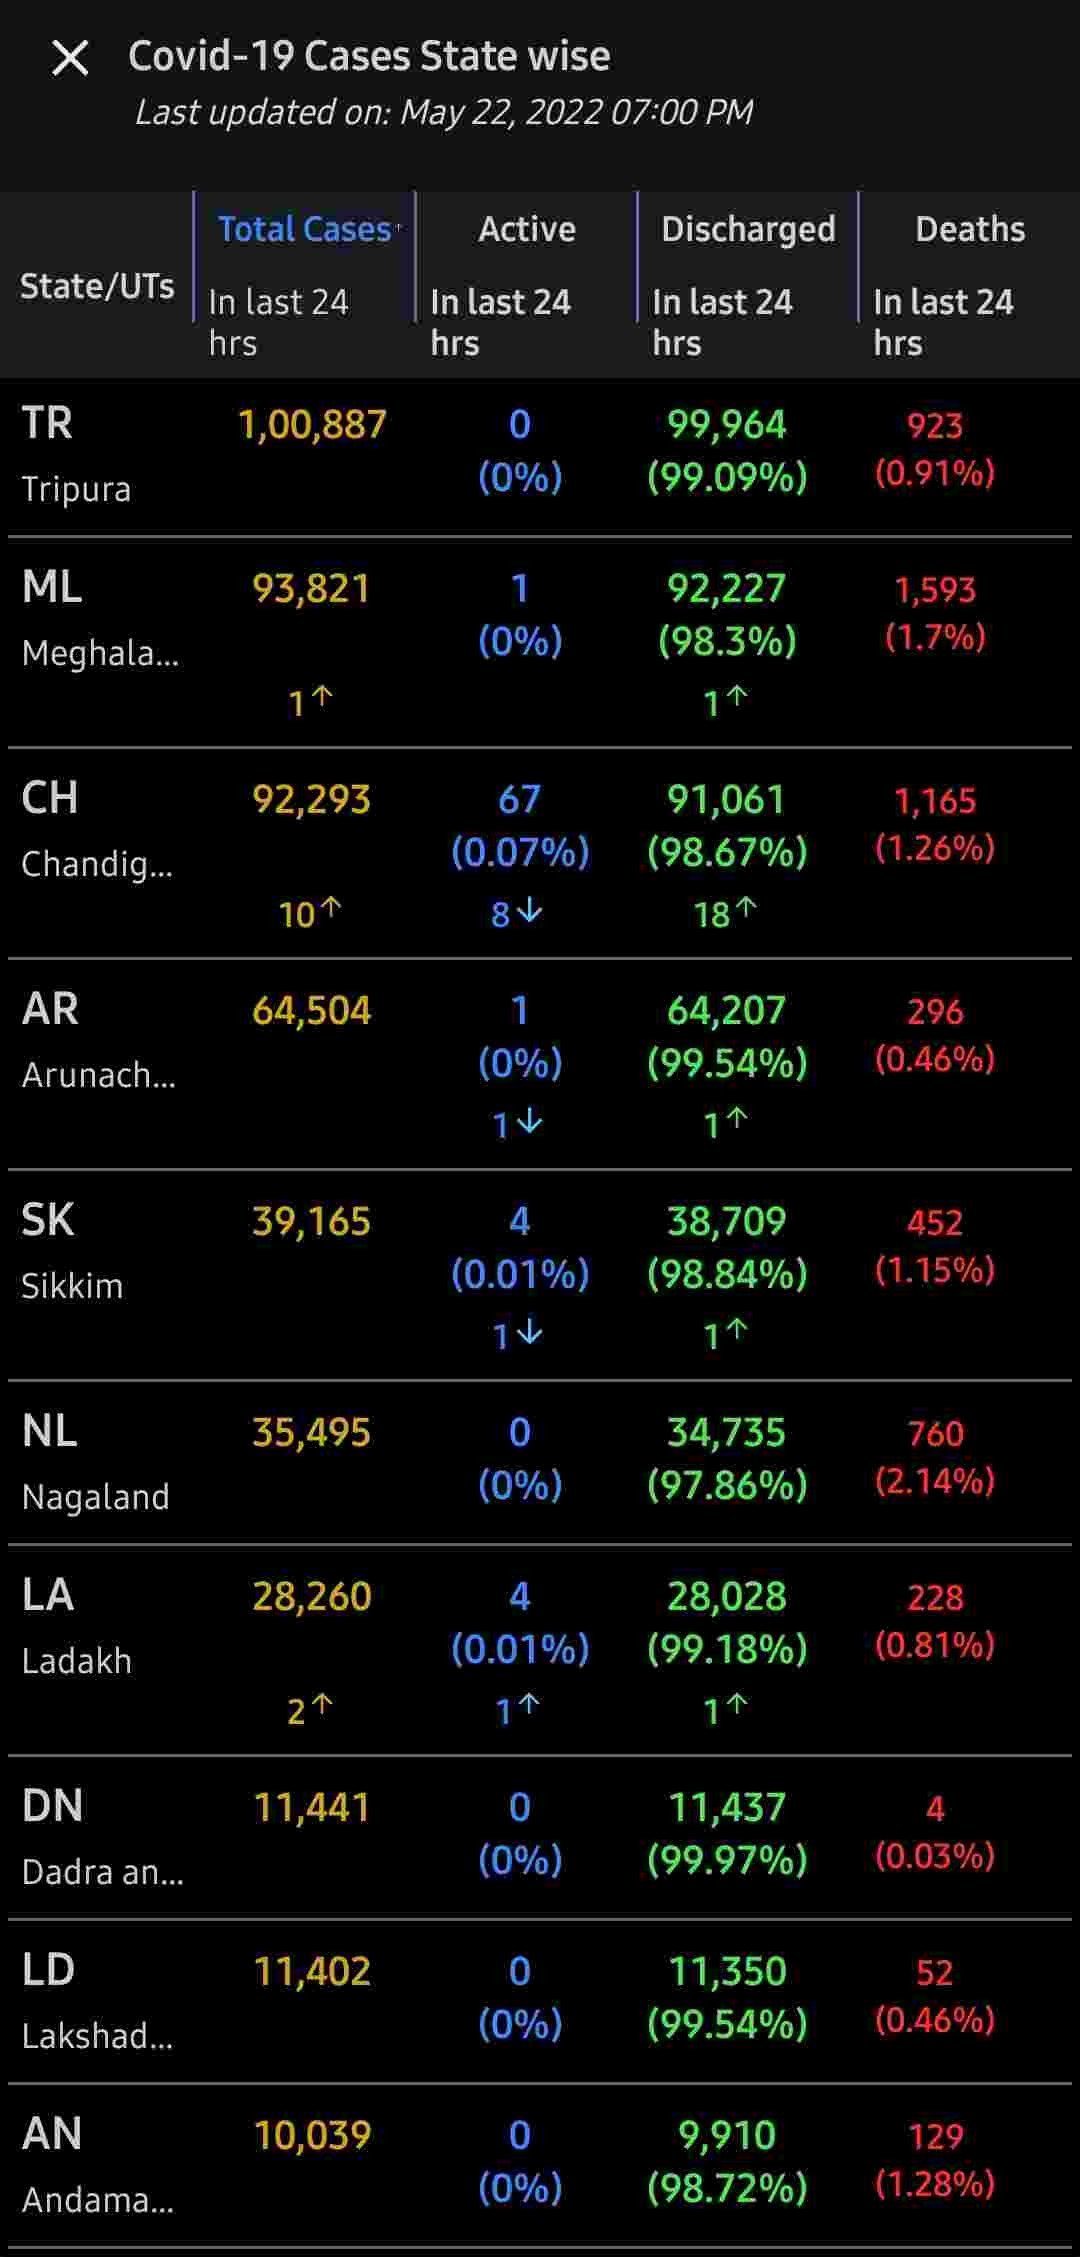 Covid-19 Cases State wise
Last updated on: May 22, 2022 07:00 PM
State/UTs
Total Cases↑
In last 24
hrs
Active
In last 24
hrs
Discharged
In last 24
hrs
Deaths
In last 24
hrs
TR 1,00,887 0 99,964 923
Tripura (0%) (99.09%) (0.91%)
ML 93,821 1 92,227 1,593
Meghala... (0%) (98.3%) (1.7%)
1↑ 1↑
CH 92,293 67 91,061 1,165
Chandig... (0.07%) (98.67%) (1.26%)
10↑ 8↓ 18↑
AR 64,504 1 64,207 296
Arunach... (0%) (99.54%) (0.46%)
1↓ 1↑
SK 39,165 4 38,709 452
Sikkim (0.01%) (98.84%) (1.15%)
1↓ 1↑
NL 35,495 0 34,735 760
Nagaland (0%) (97.86%) (2.14%)
LA 28,260 4 28,028 228
Ladakh (0.01%) (99.18%) (0.81%)
2↑ 1↑ 1↑
DN 11,441 0 11,437 4
Dadra an... (0%) (99.97%) (0.03%)
LD 11,402 0 11,350 52
Lakshad... (0%) (99.54%) (0.46%)
AN 10,039 0 9,910 129
Andama... (0%) (98.72%) (1.28%)